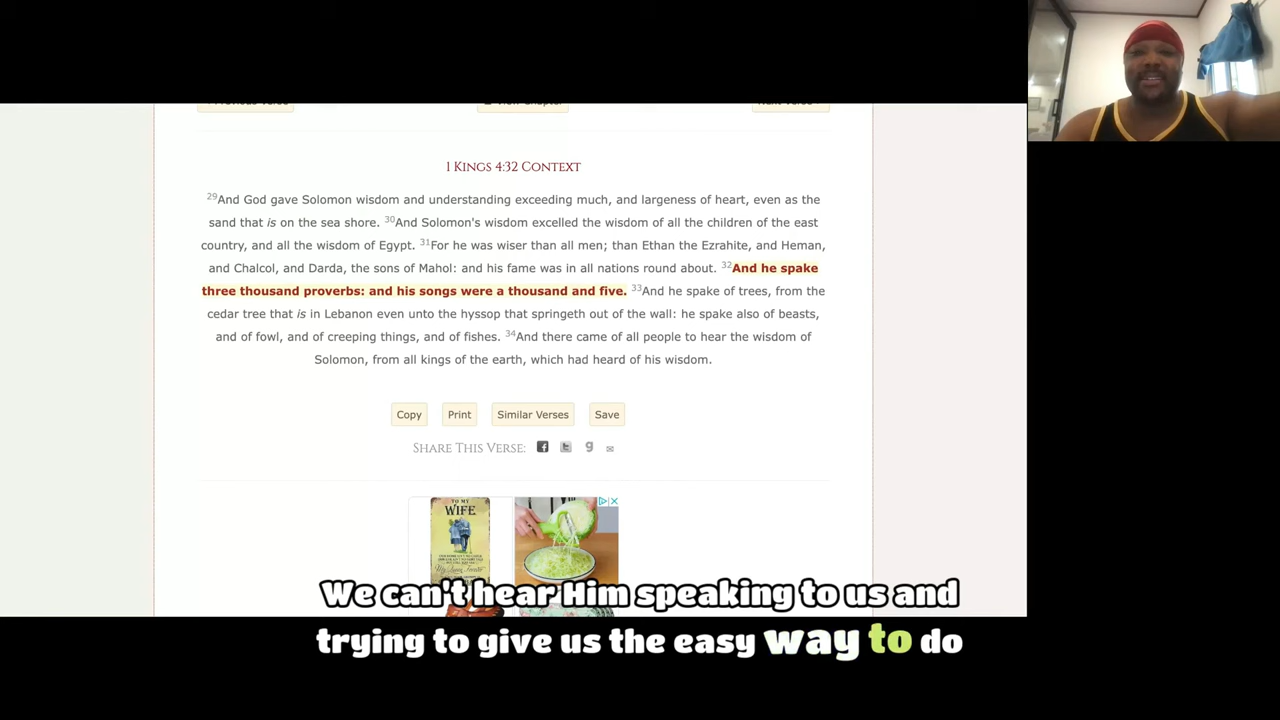 1 Kings 4:32 Context
29And God gave Solomon wisdom and understanding exceeding much, and largeness of heart, even as the
sand that is on the sea shore. 30And Solomon's wisdom excelled the wisdom of all the children of the east
country, and all the wisdom of Egypt. 31For he was wiser than all men; than Ethan the Ezrahite, and Heman,
and Chalcol, and Darda, the sons of Mahol: and his fame was in all nations round about. 32And he spake
three thousand proverbs: and his songs were a thousand and five. 33And he spake of trees, from the
cedar tree that is in Lebanon even unto the hyssop that springeth out of the wall: he spake also of beasts,
and of fowl, and of creeping things, and of fishes. 34And there came of all people to hear the wisdom of
Solomon, from all kings of the earth, which had heard of his wisdom.
Copy Print Similar Verses Save
Share This Verse:
TO MY
WIFE
We can't hear Him speaking to us and
trying to give us the easy way to do